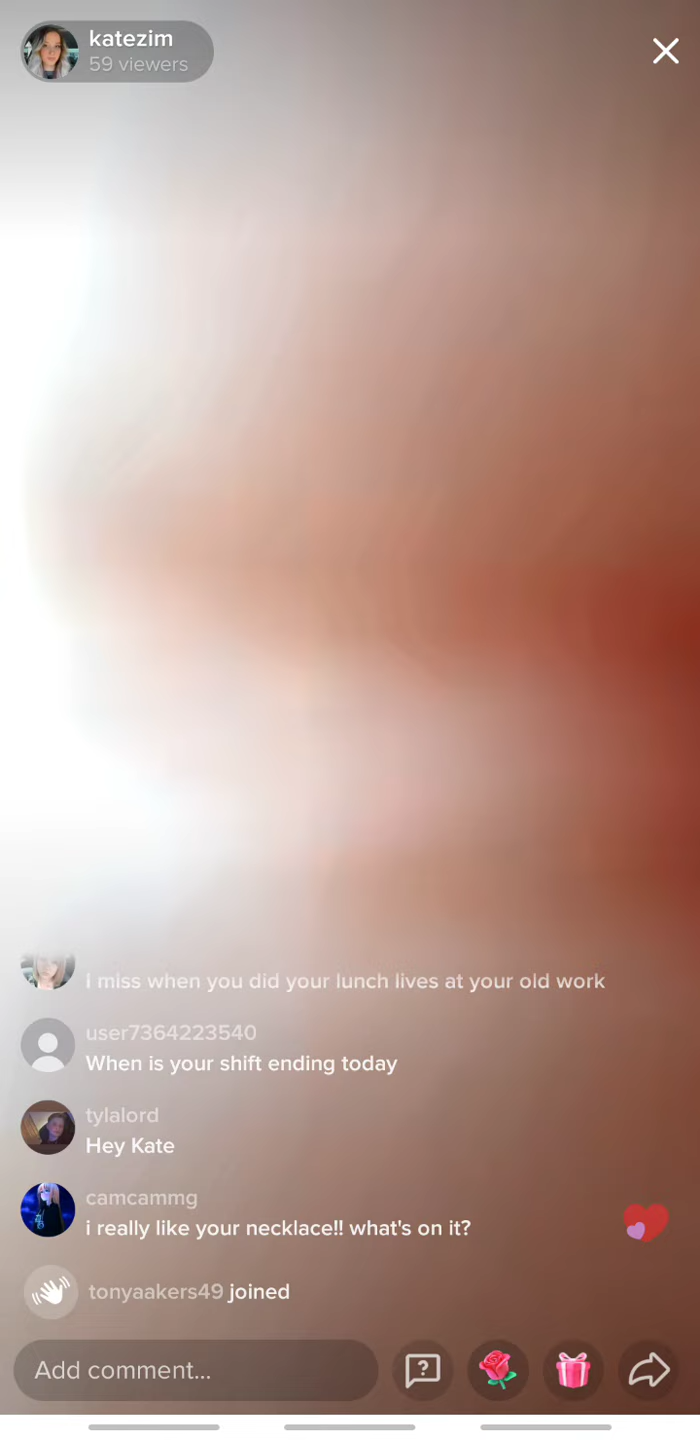 katezim
59 viewers
I miss when you did your lunch lives at your old work
user7364223540
When is your shift ending today
tylalord
Hey Kate
camcammg
i really like your necklace!! what's on it?
tonyaakers49 joined
Add comment...
?